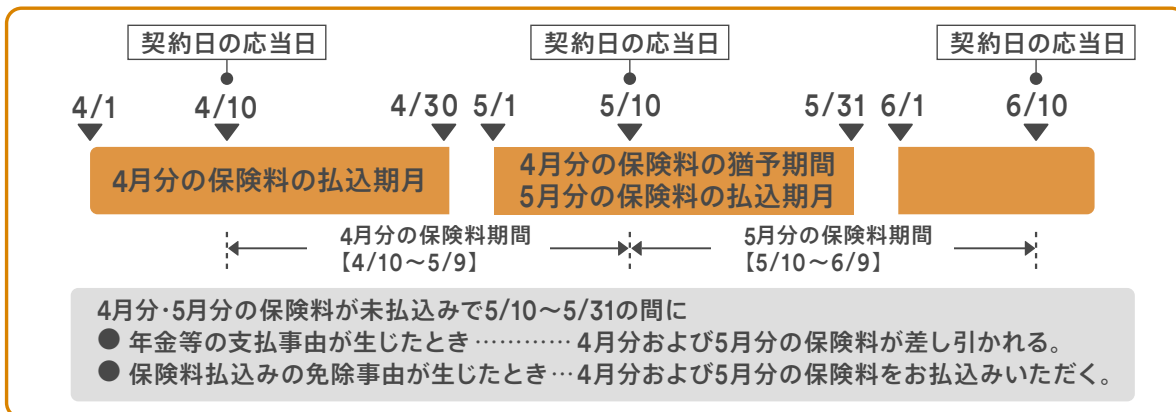 契約日の応当日 契約日の応当日 契約日の応当日
4/1 4/10 4/30 5/1 5/10 5/31 6/1 6/10
4月分の保険料の払込期月
4月分の保険料の猶予期間
5月分の保険料の払込期月
4月分の保険料期間
【4/10～5/9】
5月分の保険料期間
【5/10～6/9】
4月分・5月分の保険料が未払込みで5/10～5/31の間に
● 年金等の支払事由が生じたとき………… 4月分および5月分の保険料が差し引かれる。
● 保険料払込みの免除事由が生じたとき…4月分および5月分の保険料をお払込みいただく。